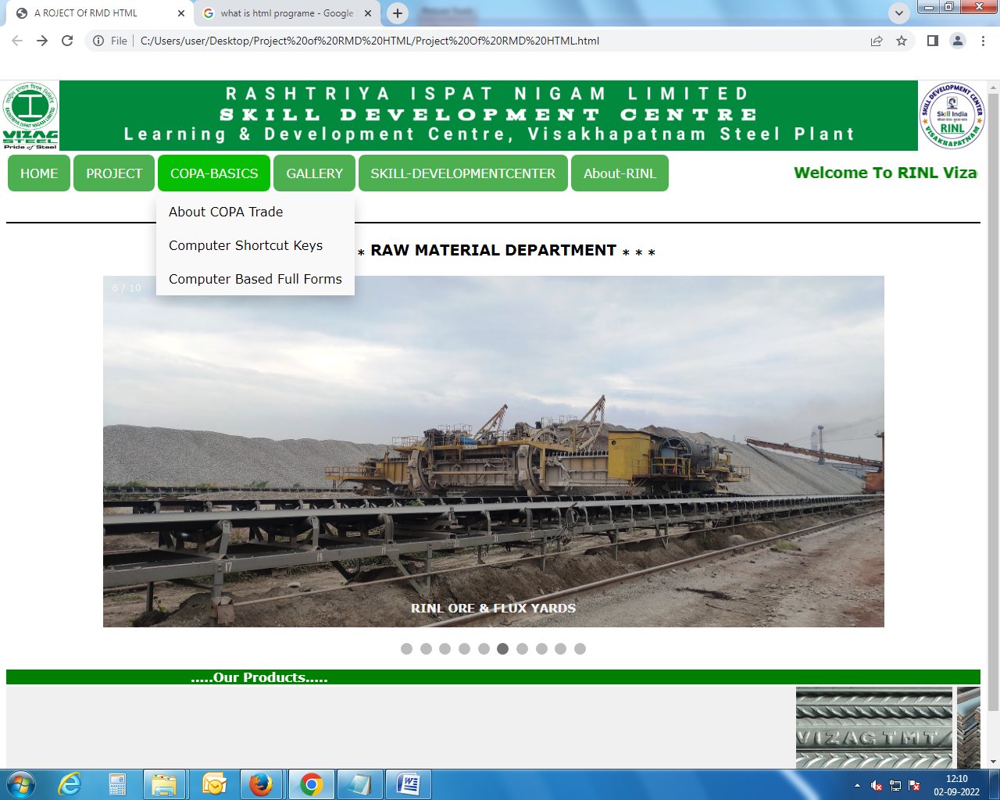 A ROJECT Of RMD HTML
what is html programe - Google
File | C:/Users/user/Desktop/Project%20of%20RMD%20HTML/Project%20Of%20RMD%20HTML.html
RASHTRIYA ISPAT NIGAM LIMITED
SKILL DEVELOPMENT CENTRE
Learning & Development Centre, Visakhapatnam Steel Plant
VIZAG
STEEL
Pride of Steel
SKILL DEVELOPMENT CENTER
Skill India
RINL
VISAKHAPATNAM
HOME PROJECT COPA-BASICS GALLERY SKILL-DEVELOPMENTCENTER About-RINL
Welcome To RINL Viza
About COPA Trade
Computer Shortcut Keys
Computer Based Full Forms
* RAW MATERIAL DEPARTMENT * * *
6 / 10
17
18
RINL ORE & FLUX YARDS
.....Our Products.....
VIZAG TMT
12:10
02-09-2022